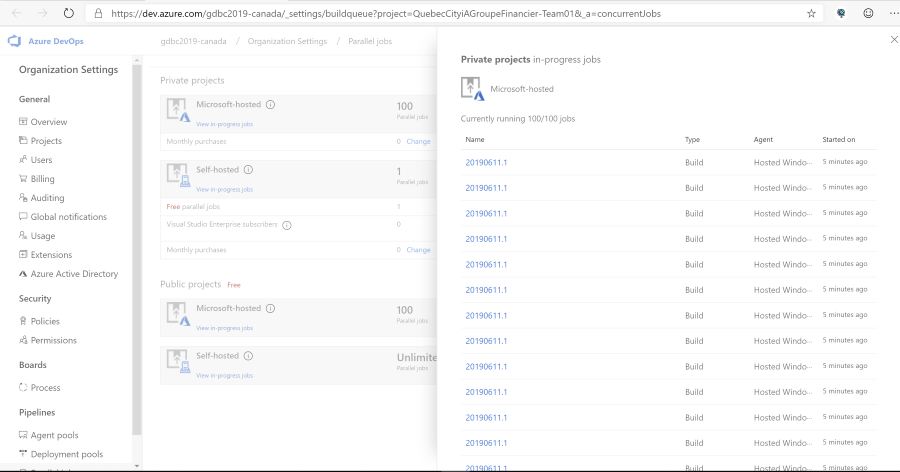 https://dev.azure.com/gdbc2019-canada/_settings/buildqueue?project=QuebecCityiAGroupeFinancier-Team01&_a=concurrentJobs
Azure DevOps
gdbc2019-canada / Organization Settings / Parallel jobs
Organization Settings
General
Overview
Projects
Users
Billing
Auditing
Global notifications
Usage
Extensions
Azure Active Directory
Security
Policies
Permissions
Boards
Process
Pipelines
Agent pools
Deployment pools
Private projects
Microsoft-hosted 100
View in-progress jobs Parallel jobs
Monthly purchases 0 Change
Self-hosted 1
View in-progress jobs Parallel jobs
Free parallel jobs 1
Visual Studio Enterprise subscribers 0
Monthly purchases 0 Change
Public projects Free
Microsoft-hosted 100
View in-progress jobs Parallel jobs
Self-hosted Unlimite
View in-progress jobs Parallel jobs
Private projects in-progress jobs
Microsoft-hosted
Currently running 100/100 jobs
Name Type Agent Started on
20190611.1 Build Hosted Windo... 5 minutes ago
20190611.1 Build Hosted Windo... 5 minutes ago
20190611.1 Build Hosted Windo... 5 minutes ago
20190611.1 Build Hosted Windo... 5 minutes ago
20190611.1 Build Hosted Windo... 5 minutes ago
20190611.1 Build Hosted Windo... 5 minutes ago
20190611.1 Build Hosted Windo... 5 minutes ago
20190611.1 Build Hosted Windo... 5 minutes ago
20190611.1 Build Hosted Windo... 5 minutes ago
20190611.1 Build Hosted Windo... 5 minutes ago
20190611.1 Build Hosted Windo... 5 minutes ago
20190611.1 Build Hosted Windo... 5 minutes ago
20190611.1 Build Hosted Windo... 5 minutes ago